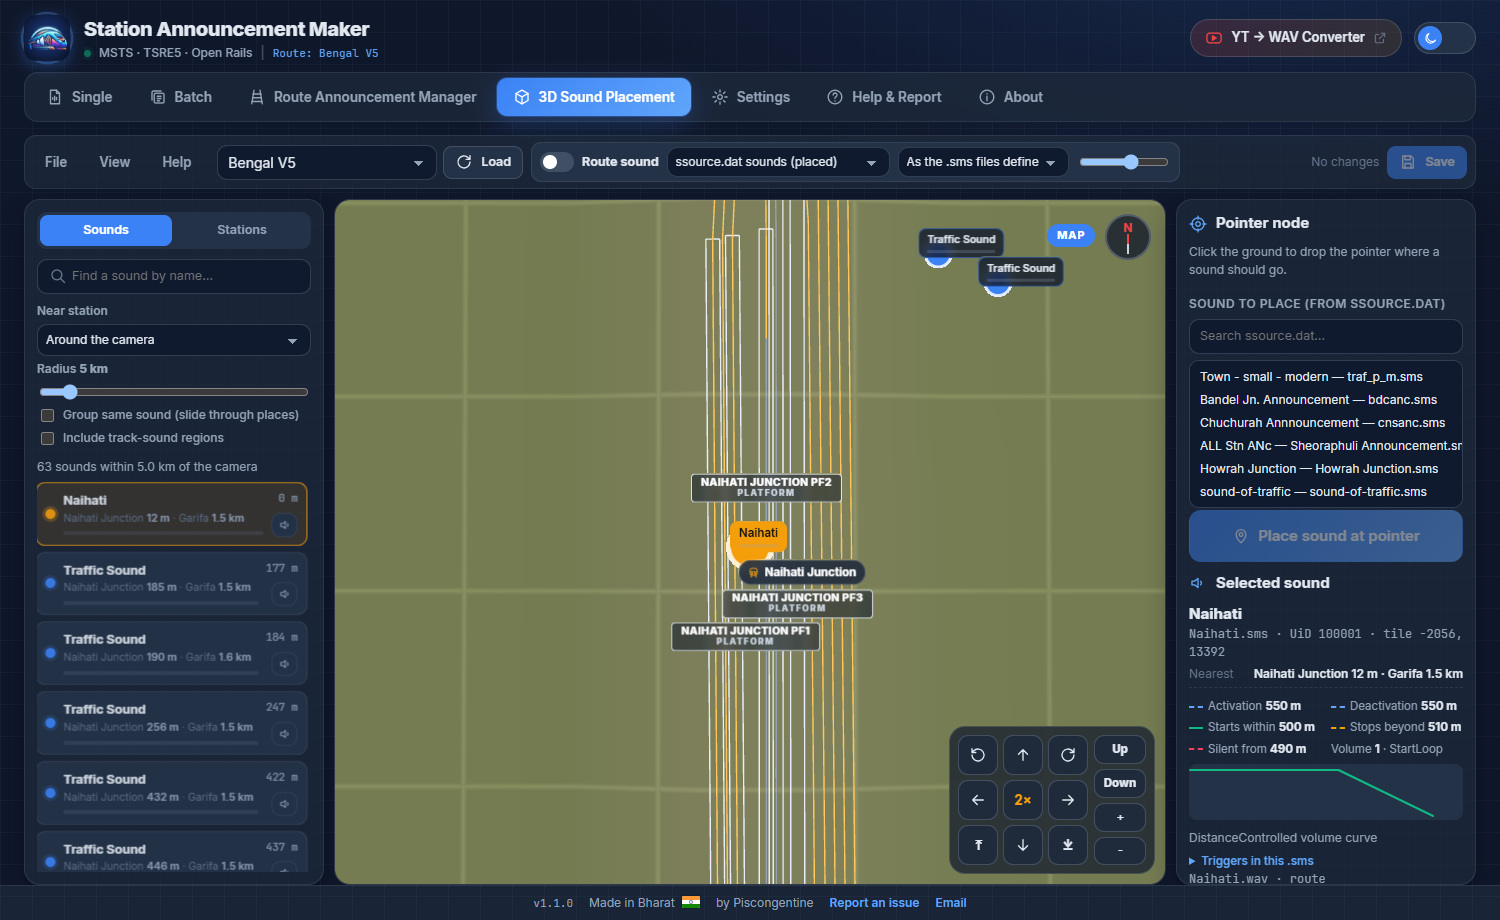 Station Announcement Maker
MSTS · TSRE5 · Open Rails | Route: Bengal V5
YT → WAV Converter
Single
Batch
Route Announcement Manager
3D Sound Placement
Settings
Help & Report
About
File
View
Help
Bengal V5
Load
Route sound
ssource.dat sounds (placed)
As the .sms files define
No changes
Save
Sounds
Stations
Find a sound by name...
Near station
Around the camera
Radius 5 km
Group same sound (slide through places)
Include track-sound regions
63 sounds within 5.0 km of the camera
Naihati
0 m
Naihati Junction 12 m · Garifa 1.5 km
Traffic Sound
177 m
Naihati Junction 185 m · Garifa 1.5 km
Traffic Sound
184 m
Naihati Junction 190 m · Garifa 1.6 km
Traffic Sound
247 m
Naihati Junction 256 m · Garifa 1.5 km
Traffic Sound
422 m
Naihati Junction 432 m · Garifa 1.5 km
Traffic Sound
437 m
Naihati Junction 446 m · Garifa 1.5 km
Traffic Sound
Traffic Sound
MAP
N
NAIHATI JUNCTION PF2
PLATFORM
Naihati
Naihati Junction
NAIHATI JUNCTION PF3
PLATFORM
NAIHATI JUNCTION PF1
PLATFORM
Up
Down
2×
+
-
Pointer node
Click the ground to drop the pointer where a
sound should go.
SOUND TO PLACE (FROM SSOURCE.DAT)
Search ssource.dat...
Town - small - modern — traf_p_m.sms
Bandel Jn. Announcement — bdcanc.sms
Chuchurah Annnouncement — cnsanc.sms
ALL Stn ANc — Sheoraphuli Announcement.sm
Howrah Junction — Howrah Junction.sms
sound-of-traffic — sound-of-traffic.sms
Place sound at pointer
Selected sound
Naihati
Naihati.sms · UiD 100001 · tile -2056,
13392
Nearest
Naihati Junction 12 m · Garifa 1.5 km
Activation 550 m
Deactivation 550 m
Starts within 500 m
Stops beyond 510 m
Silent from 490 m
Volume 1 · StartLoop
DistanceControlled volume curve
Triggers in this .sms
Naihati.wav · route
v1.1.0
Made in Bharat
by Piscongentine
Report an issue
Email